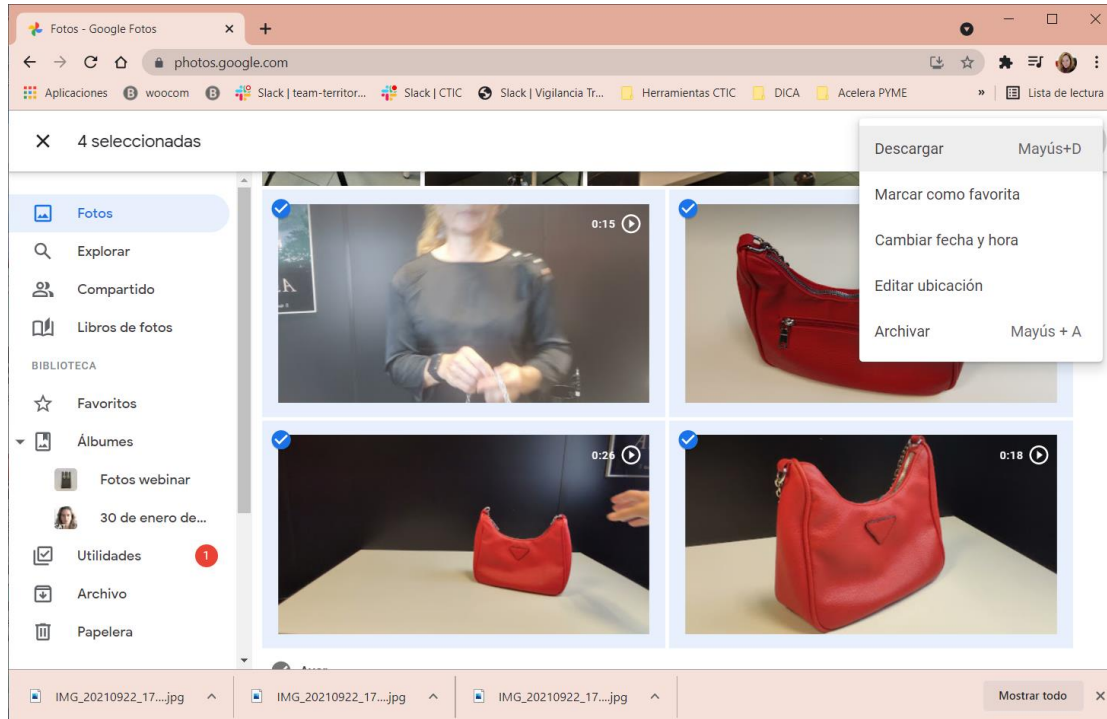 Fotos - Google Fotos
photos.google.com
Aplicaciones
woocom
Slack | team-territor...
Slack | CTIC
Slack | Vigilancia Tr...
Herramientas CTIC
DICA
Acelera PYME
»
Lista de lectura
4 seleccionadas
Descargar Mayús+D
Marcar como favorita
Cambiar fecha y hora
Editar ubicación
Archivar Mayús + A
Fotos
Explorar
Compartido
Libros de fotos
BIBLIOTECA
Favoritos
Álbumes
Fotos webinar
30 de enero de...
Utilidades 1
Archivo
Papelera
0:15
0:26
0:18
IMG_20210922_17....jpg
IMG_20210922_17....jpg
IMG_20210922_17....jpg
Mostrar todo